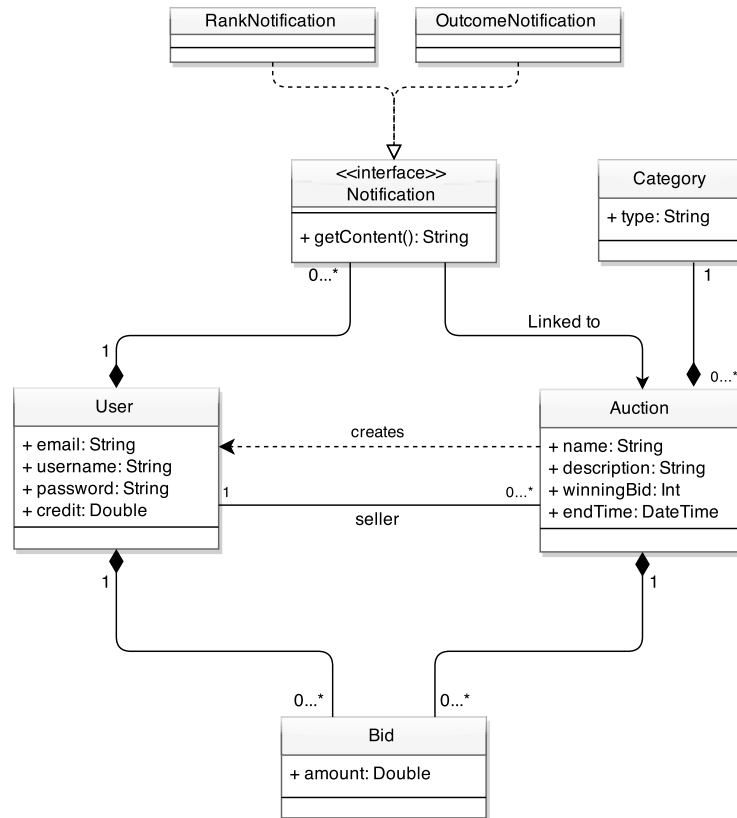 RankNotification
OutcomeNotification
<<interface>>
Notification
+ getContent(): String
Category
+ type: String
0...*
1
Linked to
1
0...*
User
+ email: String
+ username: String
+ password: String
+ credit: Double
Auction
+ name: String
+ description: String
+ winningBid: Int
+ endTime: DateTime
creates
1
0...*
seller
1
1
0...*
0...*
Bid
+ amount: Double